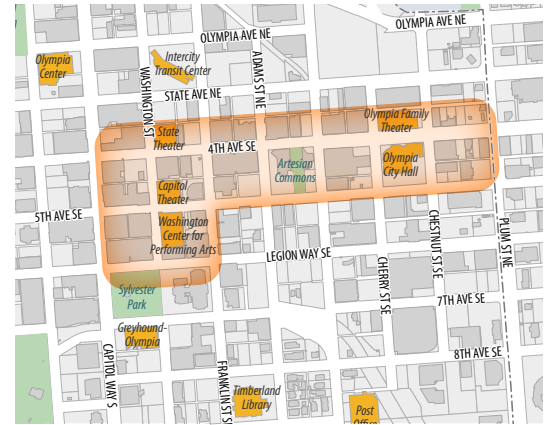 OLYMPIA AVE NE
OLYMPIA AVE NE
Olympia
Center
Intercity
Transit Center
ADAMS ST NE
WASHINGTON ST
STATE AVE NE
State
Theater
4TH AVE SE
Olympia Family
Theater
Artesian
Commons
Olympia
City Hall
Capitol
Theater
5TH AVE SE
Washington
Center for
Performing Arts
LEGION WAY SE
CHESTNUT ST SE
PLUM ST NE
CHERRY ST SE
Sylvester
Park
7TH AVE SE
Greyhound-
Olympia
8TH AVE SE
CAPITOL WAY S
FRANKLIN ST S
Timberland
Library
Post